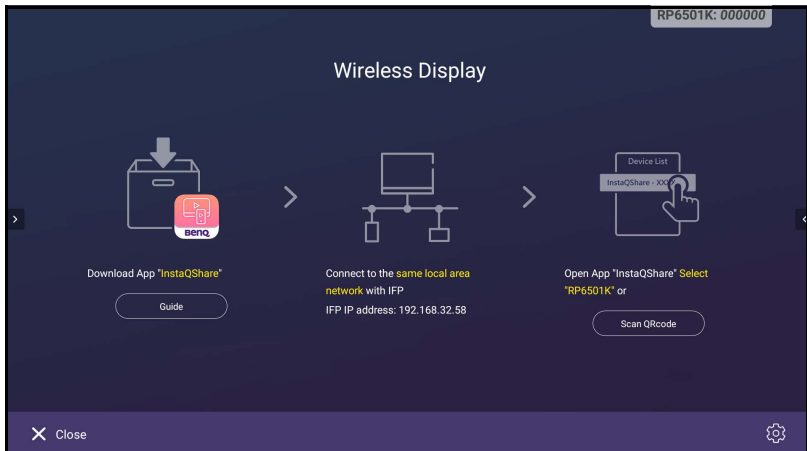 RP6501K: 000000
Wireless Display
BenQ
Download App "InstaQShare"
Guide
Connect to the same local area
network with IFP
IFP IP address: 192.168.32.58
Device List
InstaQShare - XXX
Open App "InstaQShare" Select
"RP6501K" or
Scan QRcode
Close